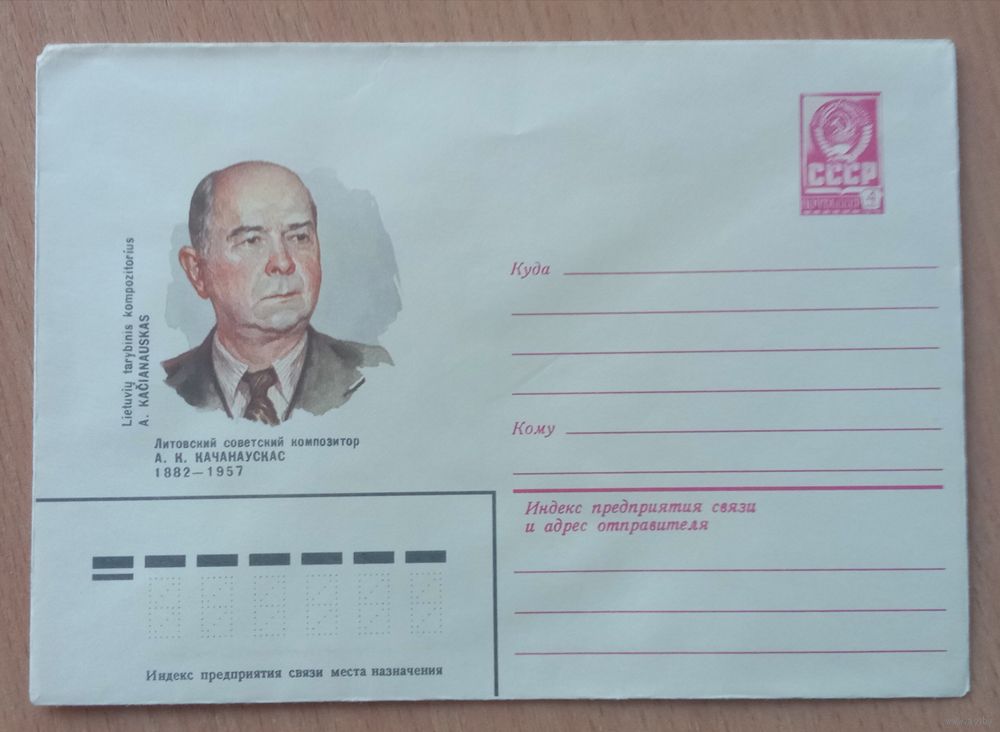 СССР
4
Lietuvių tarybinis kompozitorius
A. KAČIANAUSKAS
Литовский советский композитор
А. К. КАЧАНАУСКАС
1882—1957
Куда
Кому
Индекс предприятия связи
и адрес отправителя
Индекс предприятия связи места назначения